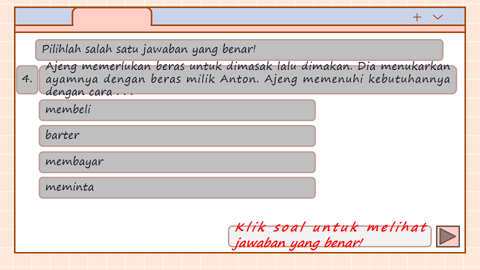 Pilihlah salah satu jawaban yang benar!
4.
Ajeng memerlukan beras untuk dimasak lalu dimakan. Dia menukarkan
ayamnya dengan beras milik Anton. Ajeng memenuhi kebutuhannya
dengan cara . . .
membeli
barter
membayar
meminta
Klik soal untuk melihat
jawaban yang benar!